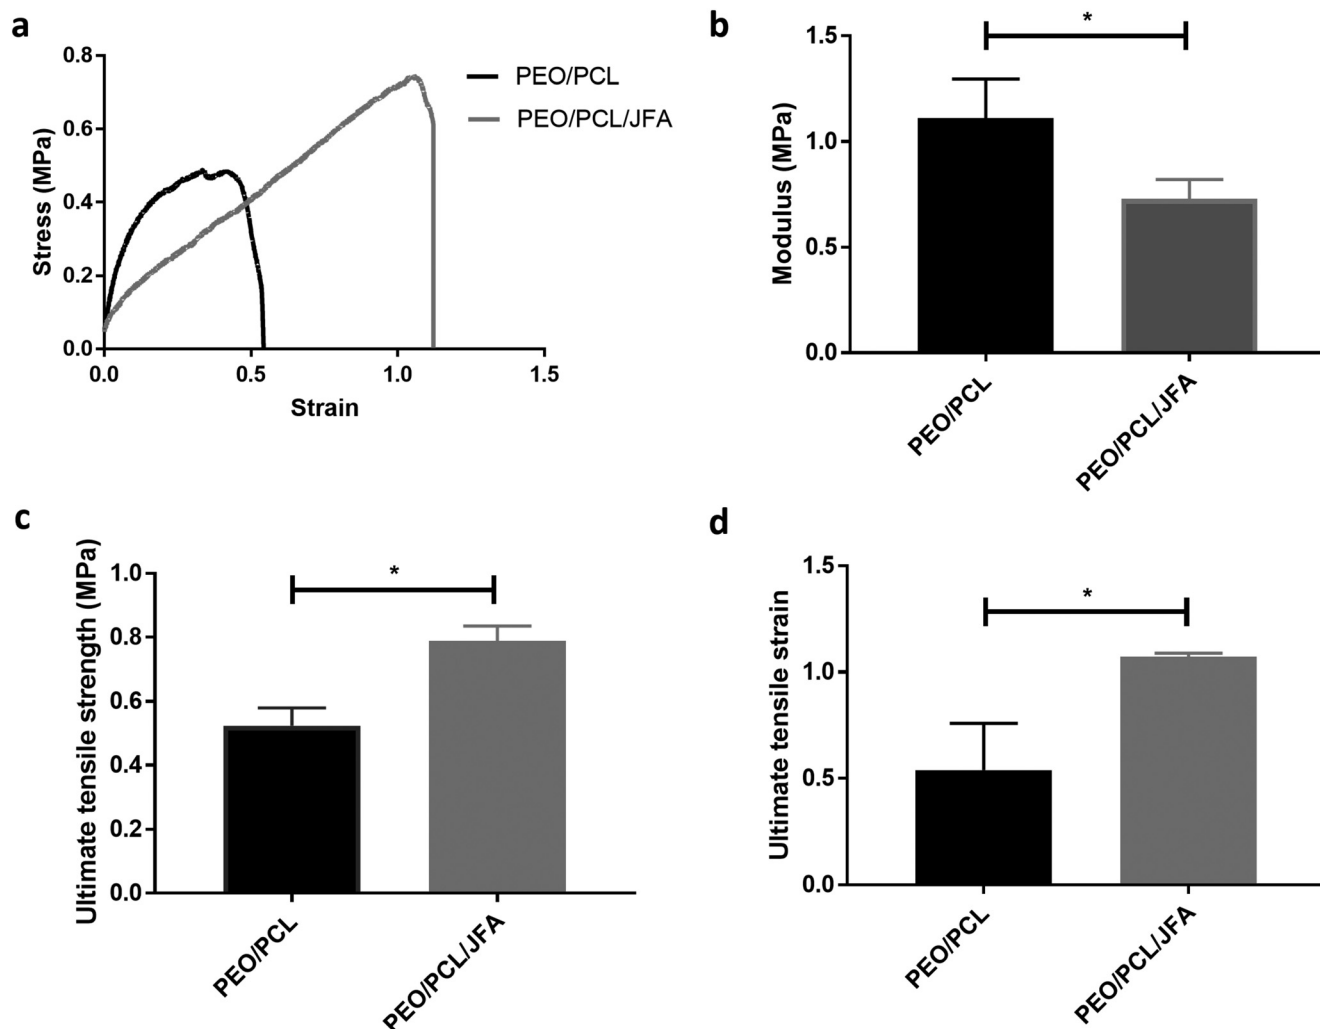 a
0.8
0.6
0.4
0.2
0.0
Stress (MPa)
0.0 0.5 1.0 1.5
Strain
PEO/PCL
PEO/PCL/JFA
b
*
1.5
1.0
0.5
0.0
Modulus (MPa)
PEO/PCL
PEO/PCL/JFA
c
*
1.0
0.8
0.6
0.4
0.2
0.0
Ultimate tensile strength (MPa)
PEO/PCL
PEO/PCL/JFA
d
*
1.5
1.0
0.5
0.0
Ultimate tensile strain
PEO/PCL
PEO/PCL/JFA